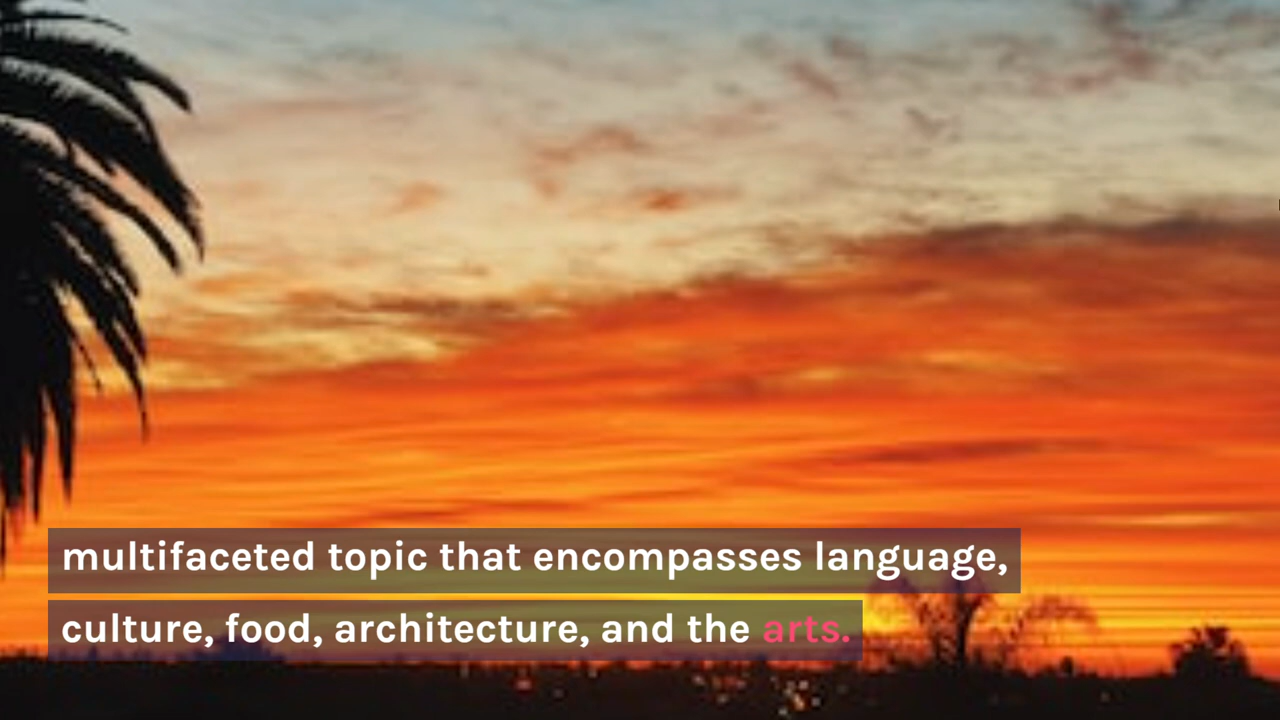 multifaceted topic that encompasses language,
culture, food, architecture, and the arts.